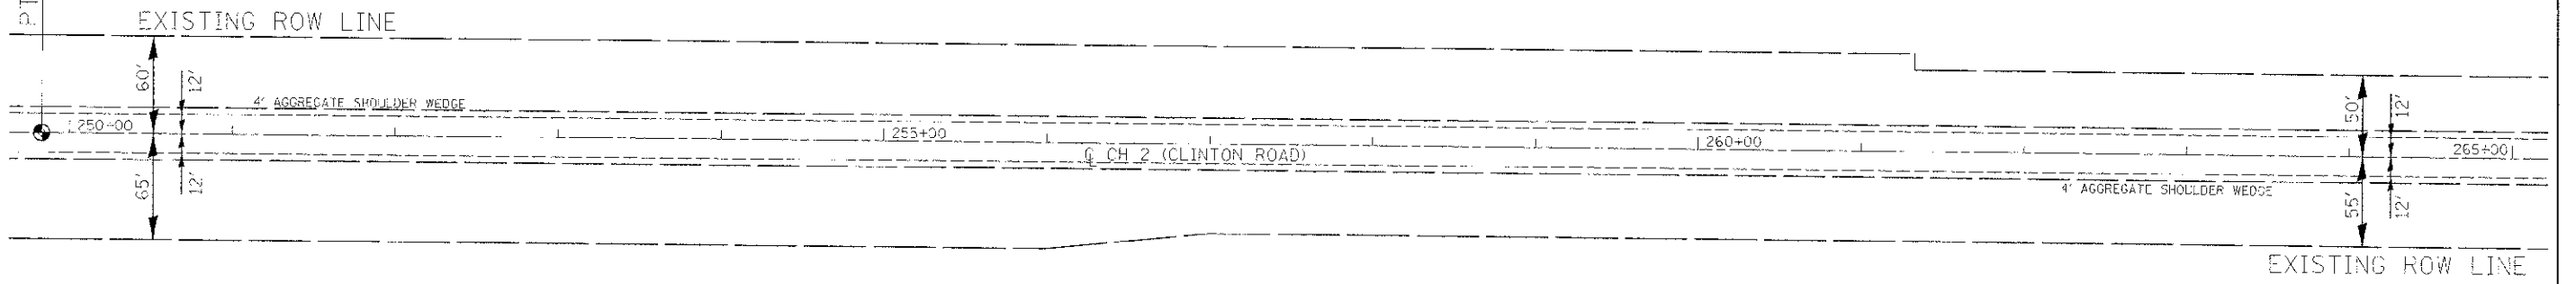 EXISTING ROW LINE
60'
12'
4' AGGREGATE SHOULDER WEDGE
250+00
255+00
260+00
265+00
℄ CH 2 (CLINTON ROAD)
65'
12'
50'
12'
4' AGGREGATE SHOULDER WEDGE
55'
12'
EXISTING ROW LINE